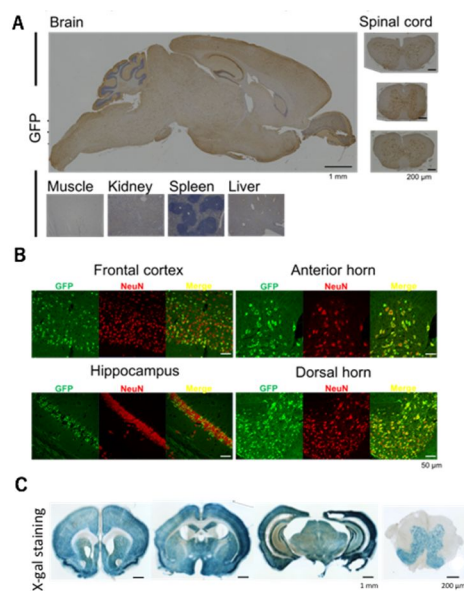 A
Brain
Spinal cord
GFP
1 mm
200 µm
Muscle Kidney Spleen Liver
B
Frontal cortex
Anterior horn
GFP NeuN Merge GFP NeuN Merge
Hippocampus
Dorsal horn
GFP NeuN Merge GFP NeuN Merge
50 µm
C
X-gal staining
1 mm
200 µm